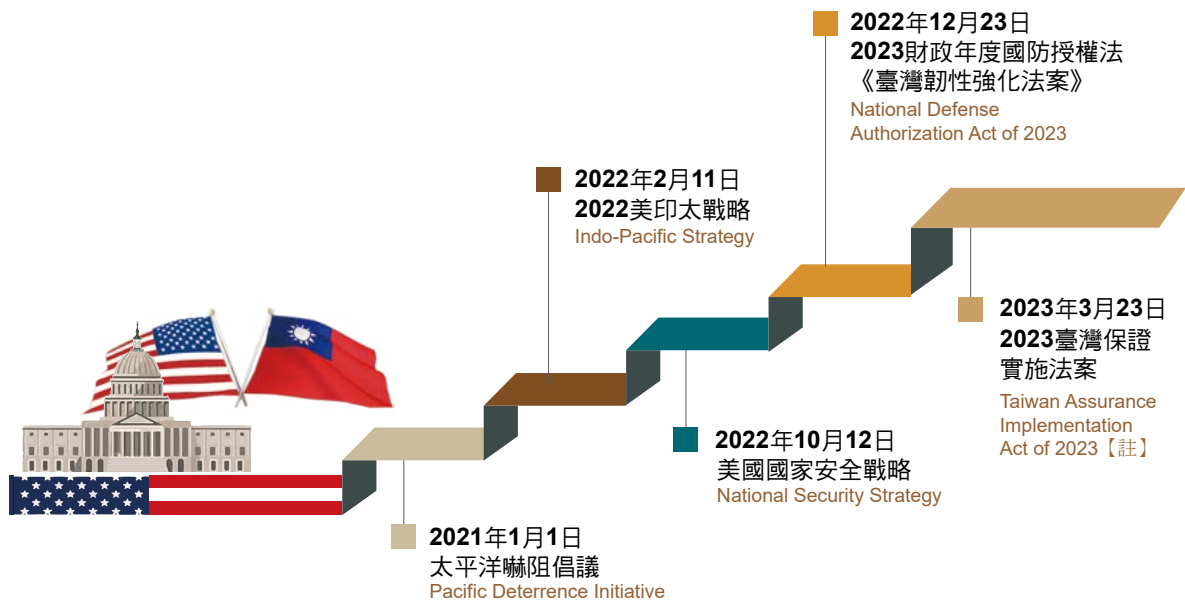 2022年12月23日
2023財政年度國防授權法
《臺灣韌性強化法案》
National Defense
Authorization Act of 2023
2022年2月11日
2022美印太戰略
Indo-Pacific Strategy
2023年3月23日
2023臺灣保證
實施法案
Taiwan Assurance
Implementation
Act of 2023【註】
2022年10月12日
美國國家安全戰略
National Security Strategy
2021年1月1日
太平洋嚇阻倡議
Pacific Deterrence Initiative